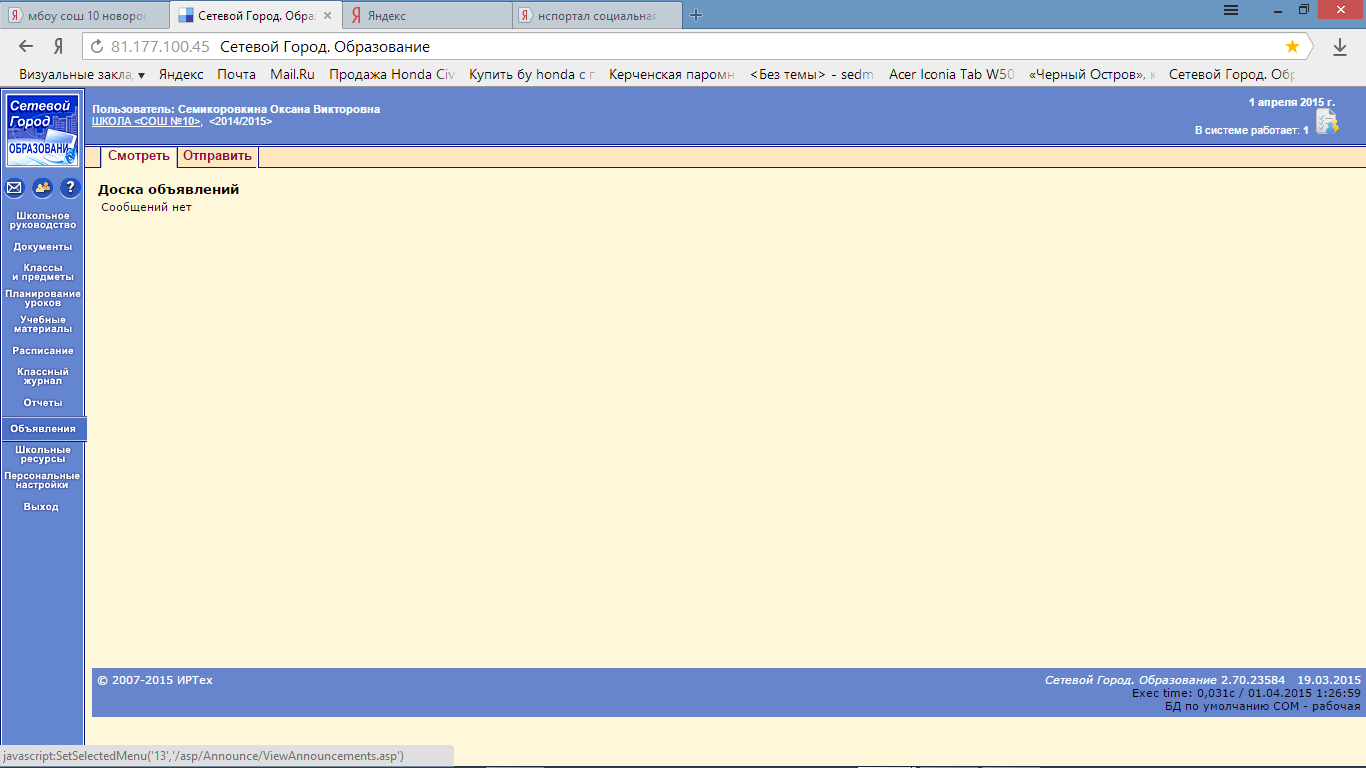 мбоу сош 10 новорос
Сетевой Город. Обра:
Яндекс
нспортал социальная
81.177.100.45 Сетевой Город. Образование
Визуальные закла, Яндекс Почта Mail.Ru Продажа Honda Civ Купить бу honda с г Керченская паромн <Без темы> - sedm Acer Iconia Tab W50 «Черный Остров», к Сетевой Город. Обр
Сетевой
Город
ОБРАЗОВАНИ
Пользователь: Семикоровкина Оксана Викторовна
ШКОЛА <СОШ №10>, <2014/2015>
1 апреля 2015 г.
В системе работает: 1
Смотреть Отправить
Доска объявлений
Сообщений нет
Школьное
руководство
Документы
Классы
и предметы
Планирование
уроков
Учебные
материалы
Расписание
Классный
журнал
Отчеты
Объявления
Школьные
ресурсы
Персональные
настройки
Выход
© 2007-2015 ИРТех
Сетевой Город. Образование 2.70.23584 19.03.2015
Exec time: 0,031с / 01.04.2015 1:26:59
БД по умолчанию COM - рабочая
javascript:SetSelectedMenu('13','/asp/Announce/ViewAnnouncements.asp')